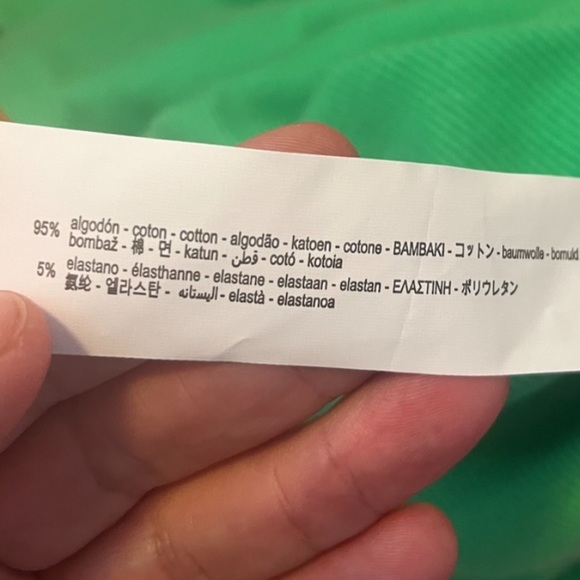 95% algodón - coton - cotton - algodão - katoen - cotone - BAMBAKI - コットン - baumwolle - bomuld
bombaž - 棉 - 면 - katun - قطن - cotó - kotoia
5% elastano - élasthanne - elastane - elastaan - elastan - ΕΛΑΣΤΙΝΗ - ポリウレタン
氨纶 - 엘라스탄 - اليستانه - elastà - elastanoa